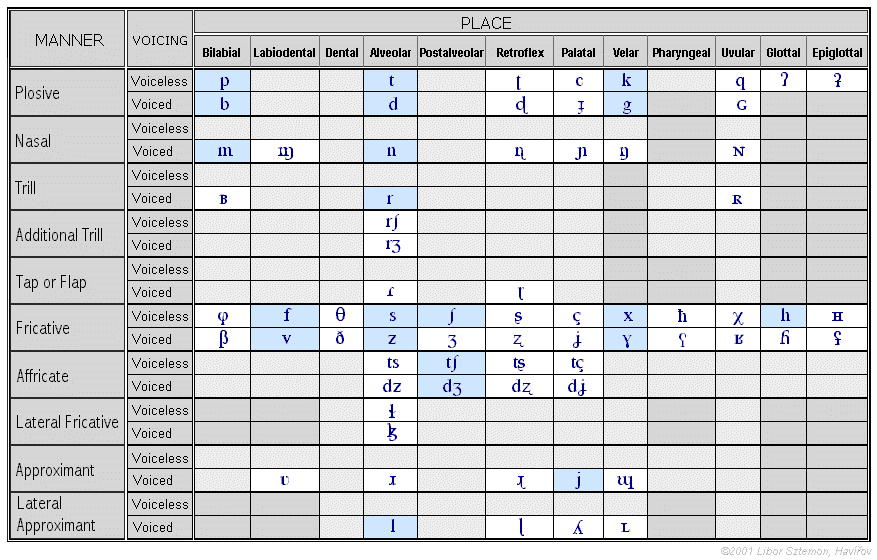 MANNER VOICING PLACE
Bilabial Labiodental Dental Alveolar Postalveolar Retroflex Palatal Velar Pharyngeal Uvular Glottal Epiglottal
Plosive Voiceless p t ʈ c k q ʔ ʡ
Voiced b d ɖ ɟ g ɢ
Nasal Voiceless
Voiced m ɱ n ɳ ɲ ŋ ɴ
Trill Voiceless
Voiced ʙ r ʀ
Additional Trill Voiceless rʃ
Voiced rʒ
Tap or Flap Voiceless
Voiced ɾ ɽ
Fricative Voiceless φ f θ s ʃ ʂ ç x ħ χ h ʜ
Voiced β v ð z ʒ ʐ ʝ ɣ ʕ ʁ ɦ ʢ
Affricate Voiceless ts tʃ tʂ tç
Voiced dz dʒ dʐ dʝ
Lateral Fricative Voiceless ɬ
Voiced ɮ
Approximant Voiceless
Voiced ʋ ɹ ɻ j ɰ
Lateral Approximant Voiceless
Voiced l ɭ ʎ ʟ
©2001 Libor Sztemon, Havířov